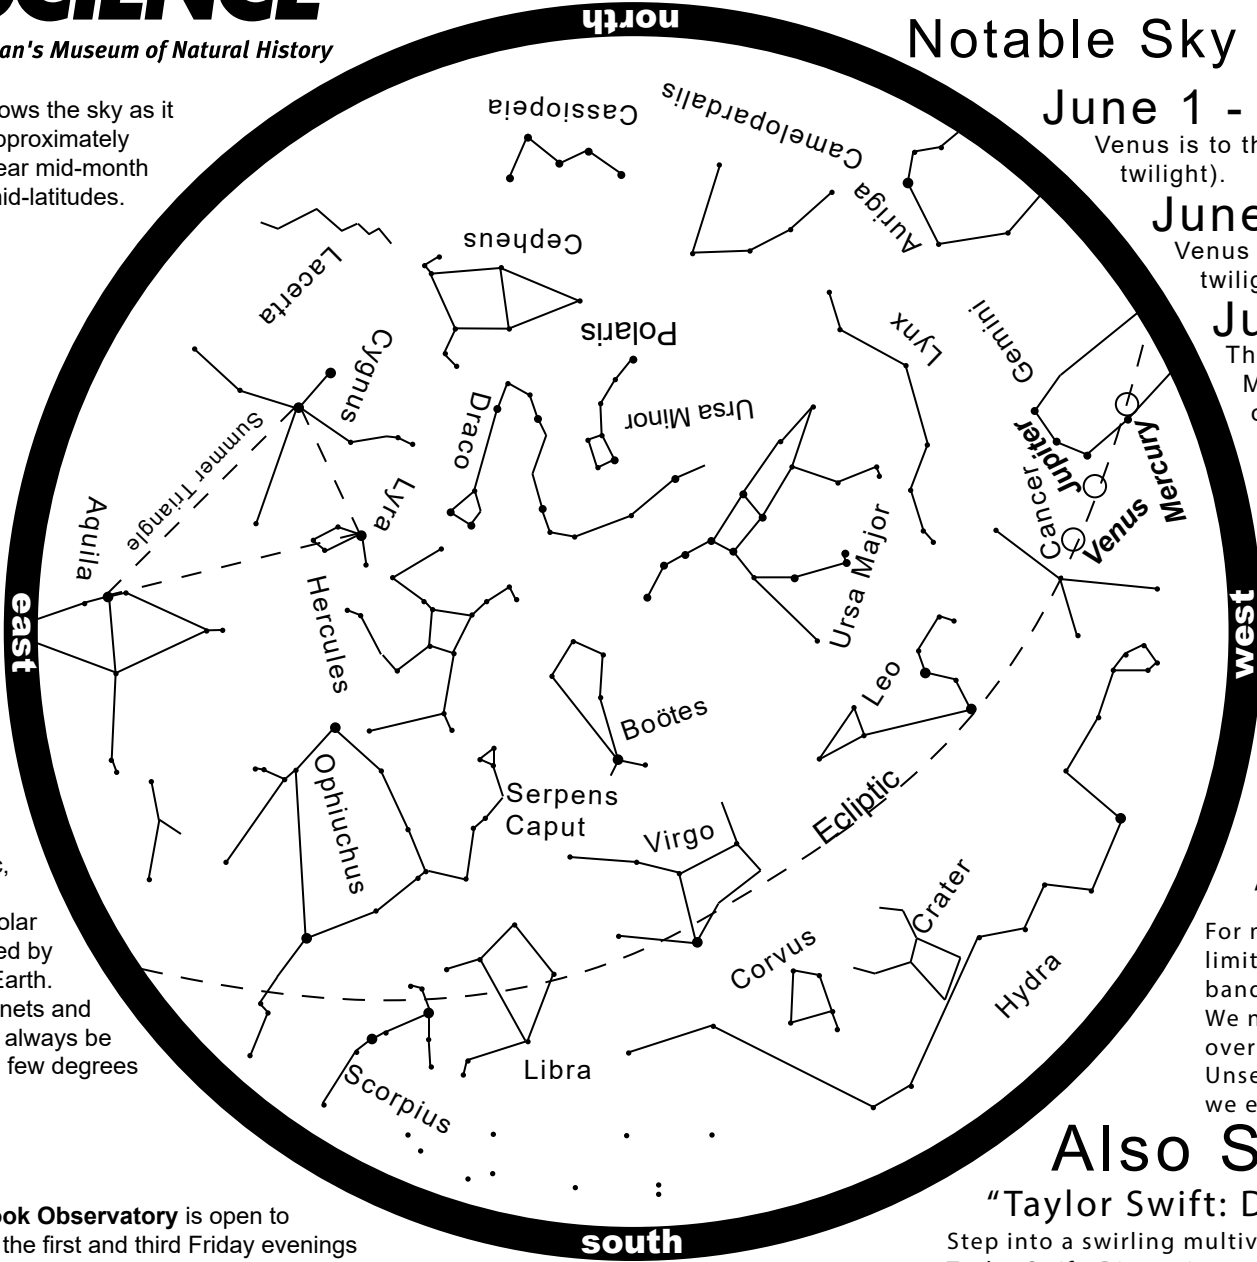 SCIENCE
an's Museum of Natural History
ows the sky as it
pproximately
ear mid-month
id-latitudes.
Notable Sky
June 1 -
Venus is to th
twilight).
June
Venus
twilig
Ju
Th
M
north
Cassiopeia
Camelopardalis
Auriga
Cepheus
Lacerta
Polaris
Lynx
Gemini
Cygnus
Draco
Ursa Minor
Summer Triangle
Lyra
Aquila
Jupiter
Mercury
Cancer
Venus
Ursa Major
Hercules
east
west
Leo
Boötes
Ophiuchus
Serpens
Caput
Virgo
Ecliptic
Crater
Corvus
Hydra
Libra
Scorpius
south
c,
olar
ed by
Earth.
nets and
always be
few degrees
ook Observatory is open to
the first and third Friday evenings
For
limit
banc
We n
over
Unse
we e
Also S
“Taylor Swift: D
Step into a swirling multiv